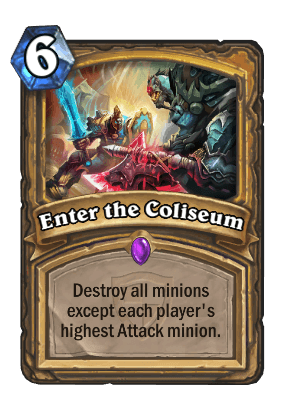 6
Enter the Coliseum
Destroy all minions
except each player's
highest Attack minion.